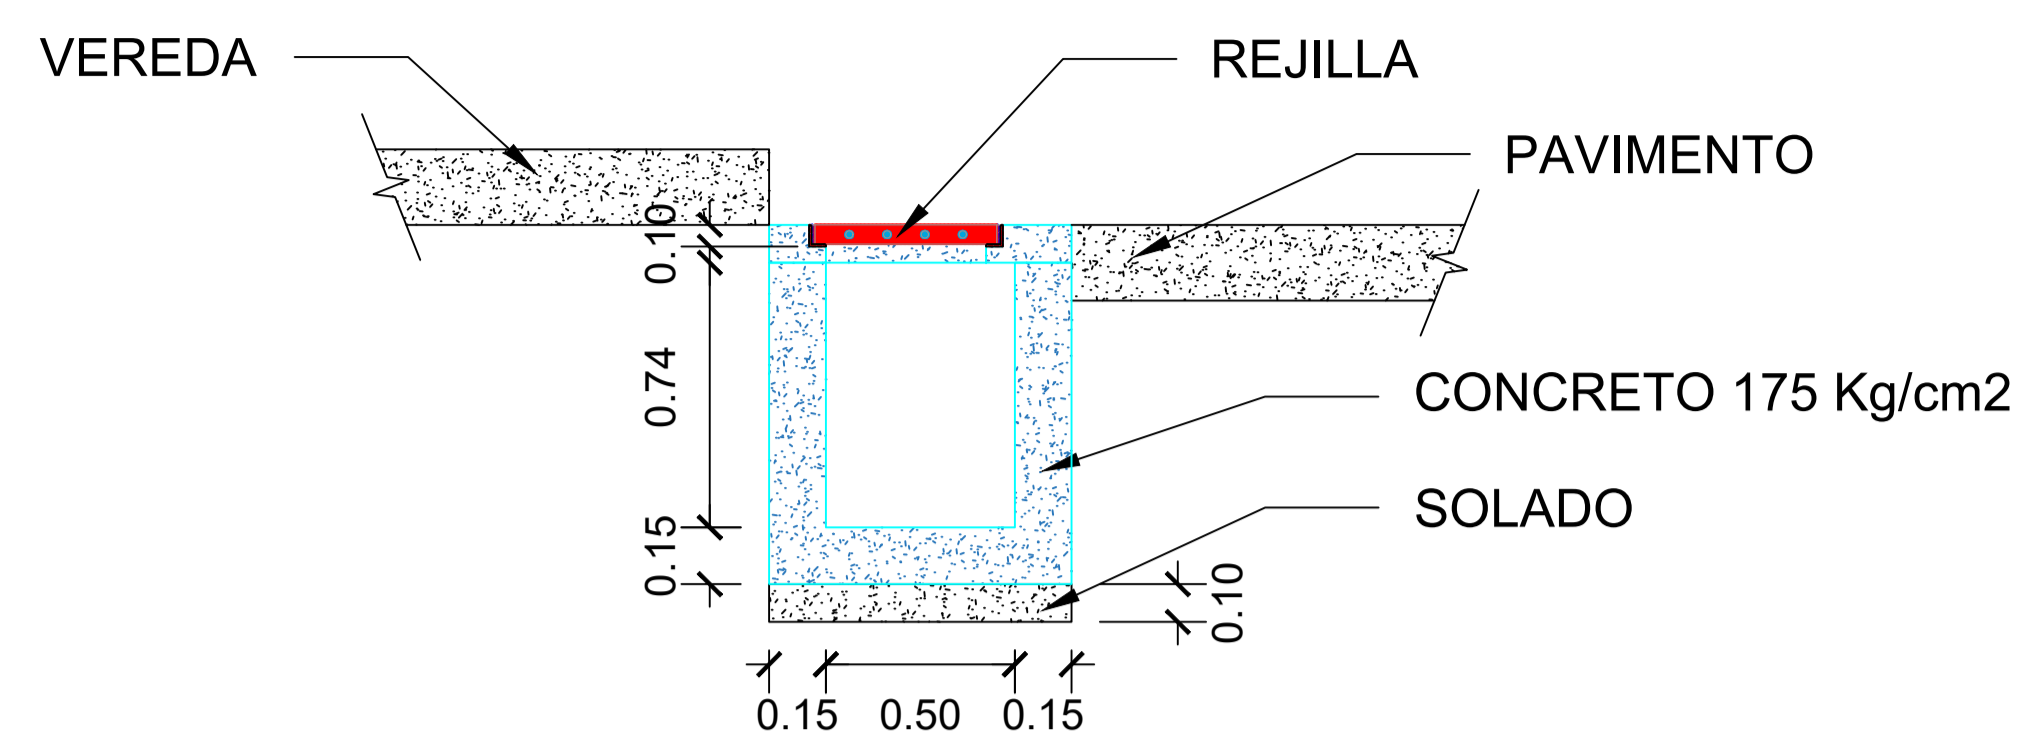 VEREDA
REJILLA
PAVIMENTO
0.10
0.74
CONCRETO 175 Kg/cm2
SOLADO
0.15
0.10
0.15
0.50
0.15